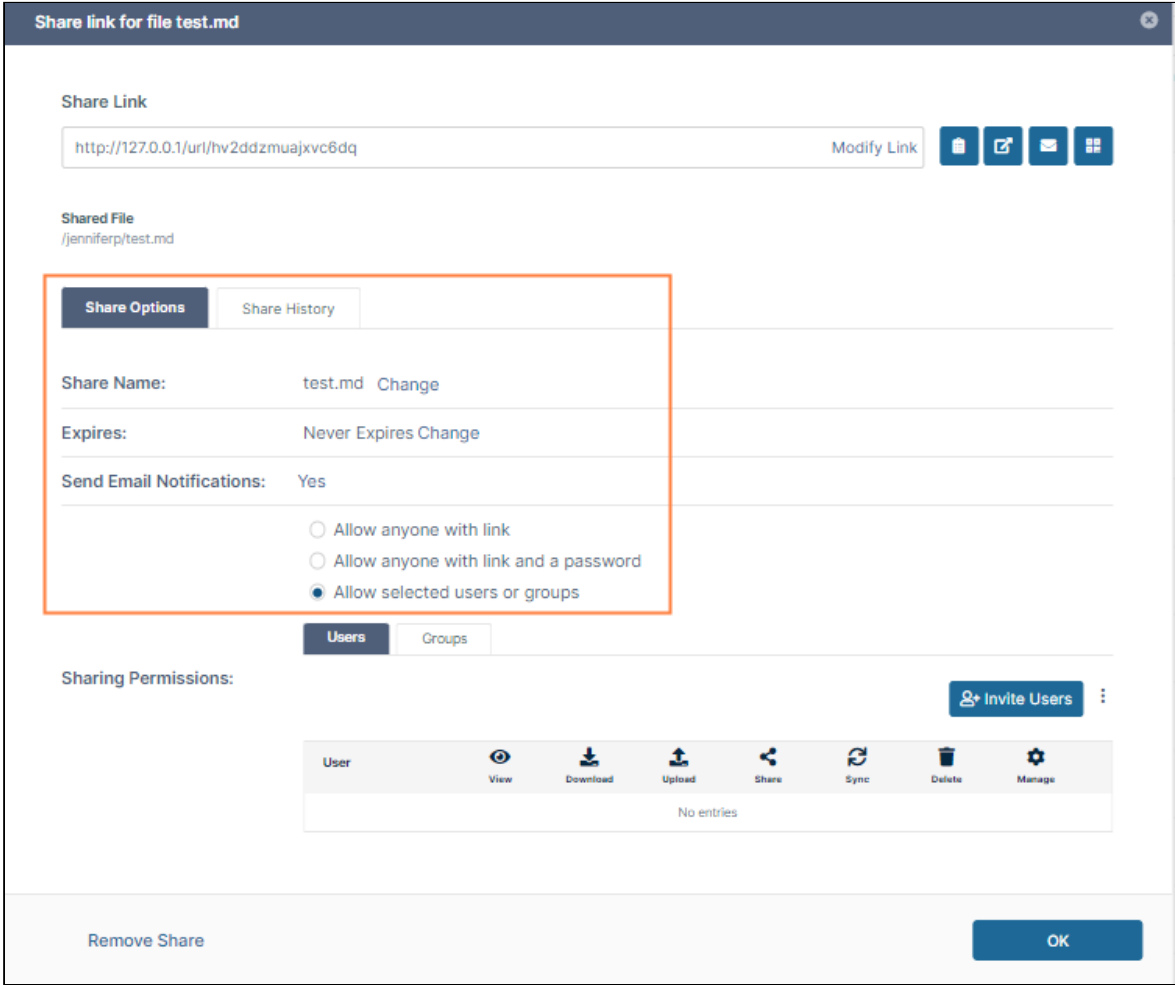 Share link for file test.md
Share Link
http://127.0.0.1/url/hv2ddzmuajxvc6dq Modify Link
Shared File
/jenniferp/test.md
Share Options Share History
Share Name: test.md Change
Expires: Never Expires Change
Send Email Notifications: Yes
Allow anyone with link
Allow anyone with link and a password
Allow selected users or groups
Users Groups
Sharing Permissions:
Invite Users
User View Download Upload Share Sync Delete Manage
No entries
Remove Share OK